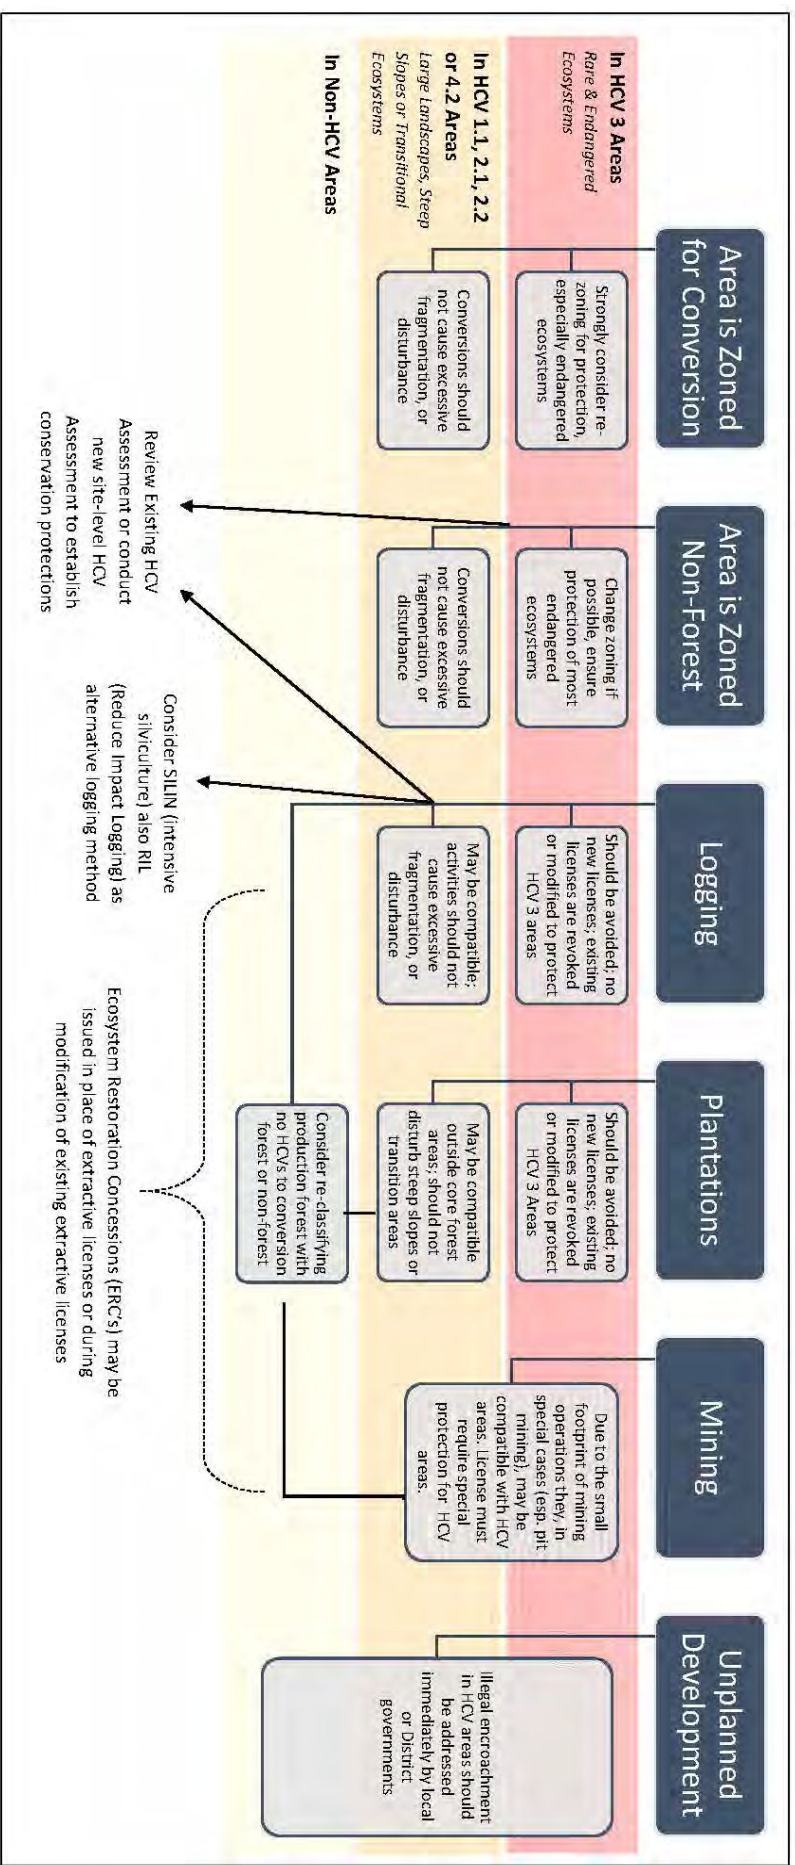 Area is Zoned
for Conversion
Area is Zoned
Non-Forest
Logging
Plantations
Mining
Unplanned
Development
In HCV 3 Areas
Rare & Endangered
Ecosystems
Strongly consider re-
zoning for protection,
especially endangered
ecosystems
Change zoning if
possible, ensure
protection of most
endangered
ecosystems
Should be avoided; no
new licenses; existing
licenses are revoked
or modified to protect
HCV 3 areas
Should be avoided; no
new licenses; existing
licenses are revoked
or modified to protect
HCV 3 Areas
Due to the small
footprint of mining
operations they, in
special cases (esp. pit
mining), may be
compatible with HCV
areas. License must
require special
protection for HCV
areas.
Illegal encroachment
in HCV areas should
be addressed
immediately by local
or District
governments
In HCV 1.1, 2.1, 2.2
or 4.2 Areas
Large Landscapes, Steep
Slopes or Transitional
Ecosystems
Conversions should
not cause excessive
fragmentation, or
disturbance
Conversions should
not cause excessive
fragmentation, or
disturbance
May be compatible;
activities should not
cause excessive
fragmentation, or
disturbance
May be compatible
outside core forest
areas; should not
disturb steep slopes or
transition areas
In Non-HCV Areas
Consider re-classifying
production forest with
no HCVs to conversion
forest or non-forest
Review Existing HCV
Assessment or conduct
new site-level HCV
Assessment to establish
conservation protections
Consider SILIN (intensive
silviculture) also RIL
(Reduce Impact Logging) as
alternative logging method
Ecosystem Restoration Concessions (ERC's) may be
issued in place of extractive licenses or during
modification of existing extractive licenses